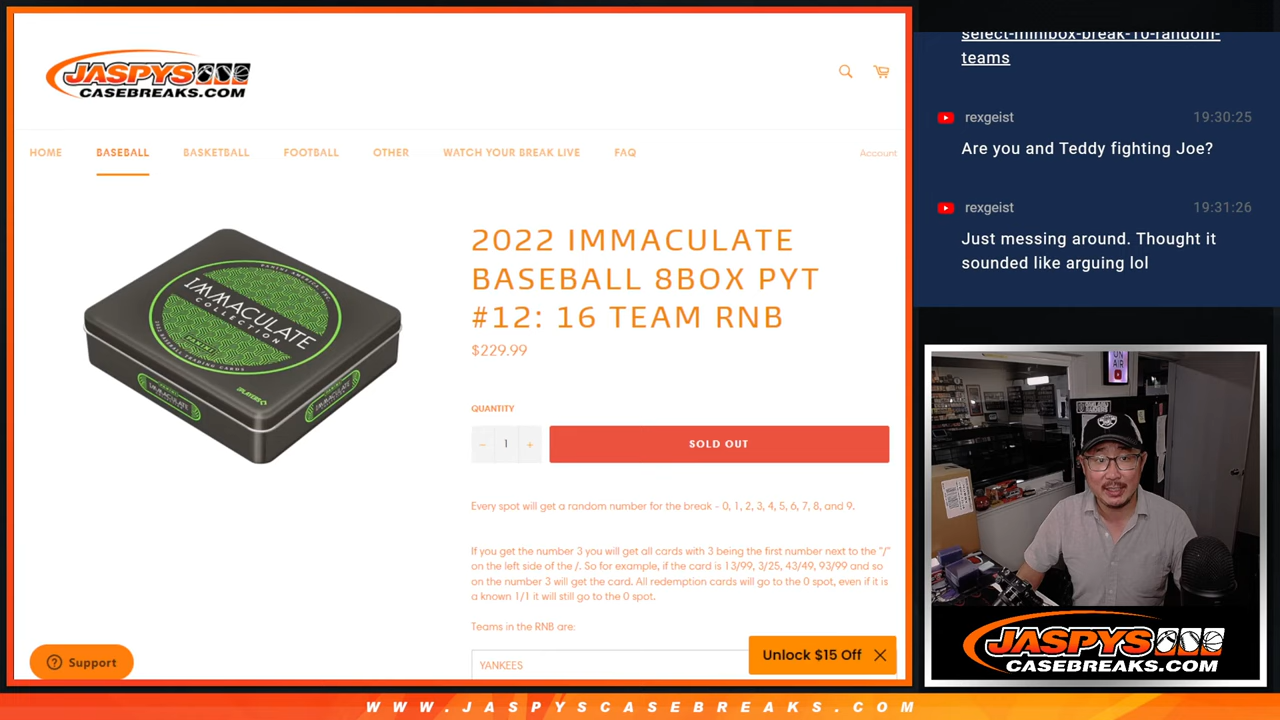 JASPYS
CASEBREAKS.COM
HOME
BASEBALL
BASKETBALL
FOOTBALL
OTHER
WATCH YOUR BREAK LIVE
FAQ
Account
IMMACULATE
COLLECTION
PANINI
2022 IMMACULATE
BASEBALL 8BOX PYT
#12: 16 TEAM RNB
$229.99
QUANTITY
− 1 +
SOLD OUT
Every spot will get a random number for the break - 0, 1, 2, 3, 4, 5, 6, 7, 8, and 9.
If you get the number 3 you will get all cards with 3 being the first number next to the "/"
on the left side of the /. So for example, if the card is 13/99, 3/25, 43/49, 93/99 and so
on the number 3 will get the card. All redemption cards will go to the 0 spot, even if it is
a known 1/1 it will still go to the 0 spot.
Teams in the RNB are:
YANKEES
Unlock $15 Off
Support
select-minibox-break-10-random-
teams
rexgeist 19:30:25
Are you and Teddy fighting Joe?
rexgeist 19:31:26
Just messing around. Thought it
sounded like arguing lol
ON
AIR
JASPYS
CASEBREAKS.COM
WWW.JASPYSCASEBREAKS.COM